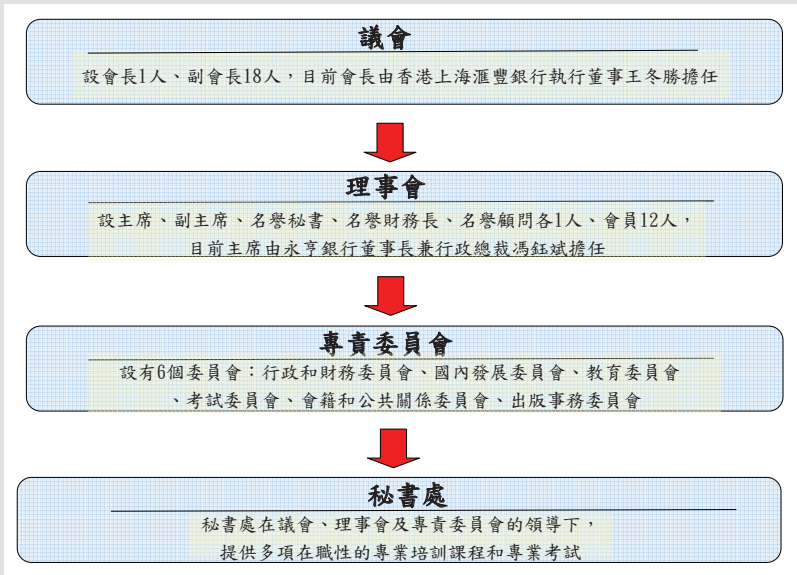 議會
設會長1人、副會長18人，目前會長由香港上海滙豐銀行執行董事王冬勝擔任
理事會
設主席、副主席、名譽秘書、名譽財務長、名譽顧問各1人、會員12人，
目前主席由永亨銀行董事長兼行政總裁馮鈺斌擔任
專責委員會
設有6個委員會：行政和財務委員會、國內發展委員會、教育委員會
、考試委員會、會籍和公共關係委員會、出版事務委員會
秘書處
秘書處在議會、理事會及專責委員會的領導下，
提供多項在職性的專業培訓課程和專業考試